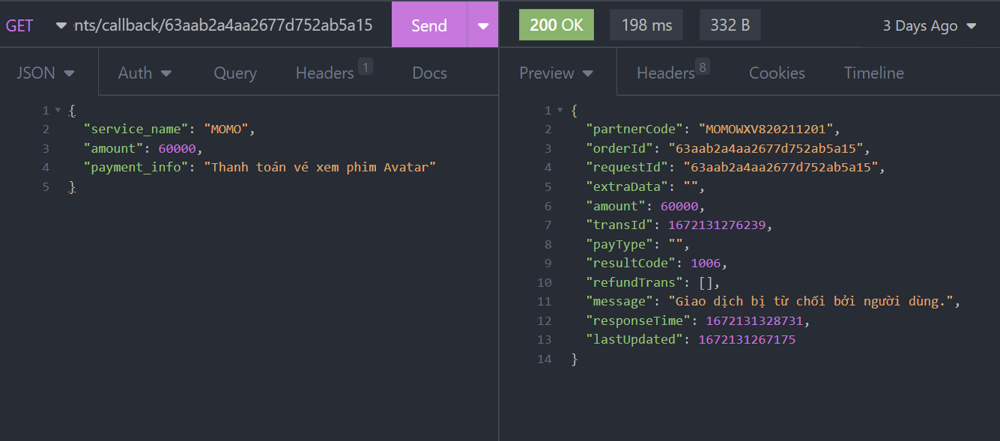 GET nts/callback/63aab2a4aa2677d752ab5a15 Send 200 OK 198 ms 332 B 3 Days Ago
JSON Auth Query Headers 1 Docs Preview Headers 8 Cookies Timeline
1 {
2 "service_name": "MOMO",
3 "amount": 60000,
4 "payment_info": "Thanh toán vé xem phim Avatar"
5 }
1 {
2 "partnerCode": "MOMOWXV820211201",
3 "orderId": "63aab2a4aa2677d752ab5a15",
4 "requestId": "63aab2a4aa2677d752ab5a15",
5 "extraData": "",
6 "amount": 60000,
7 "transId": 1672131276239,
8 "payType": "",
9 "resultCode": 1006,
10 "refundTrans": [],
11 "message": "Giao dịch bị từ chối bởi người dùng.",
12 "responseTime": 1672131328731,
13 "lastUpdated": 1672131267175
14 }